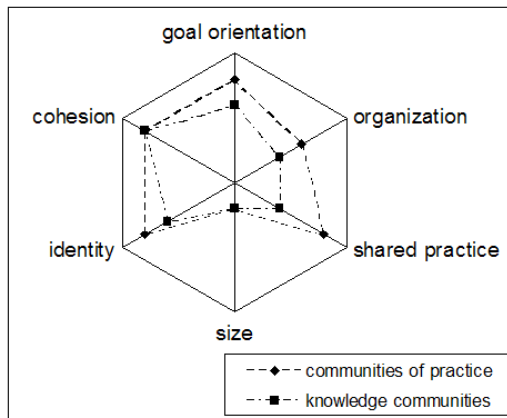 goal orientation
cohesion
organization
identity
shared practice
size
communities of practice
knowledge communities